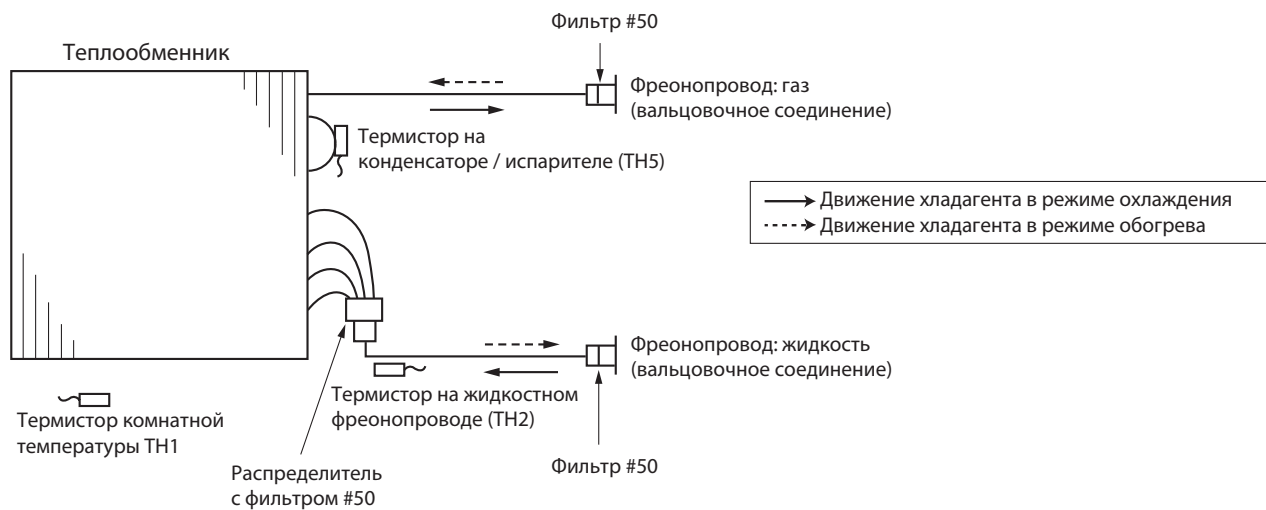 Фильтр #50
Теплообменник
Фреонопровод: газ
(вальцовочное соединение)
Термистор на
конденсаторе / испарителе (TH5)
Движение хладагента в режиме охлаждения
Движение хладагента в режиме обогрева
Фреонопровод: жидкость
(вальцовочное соединение)
Термистор на жидкостном
фреонопроводе (TH2)
Термистор комнатной
температуры TH1
Распределитель
с фильтром #50
Фильтр #50